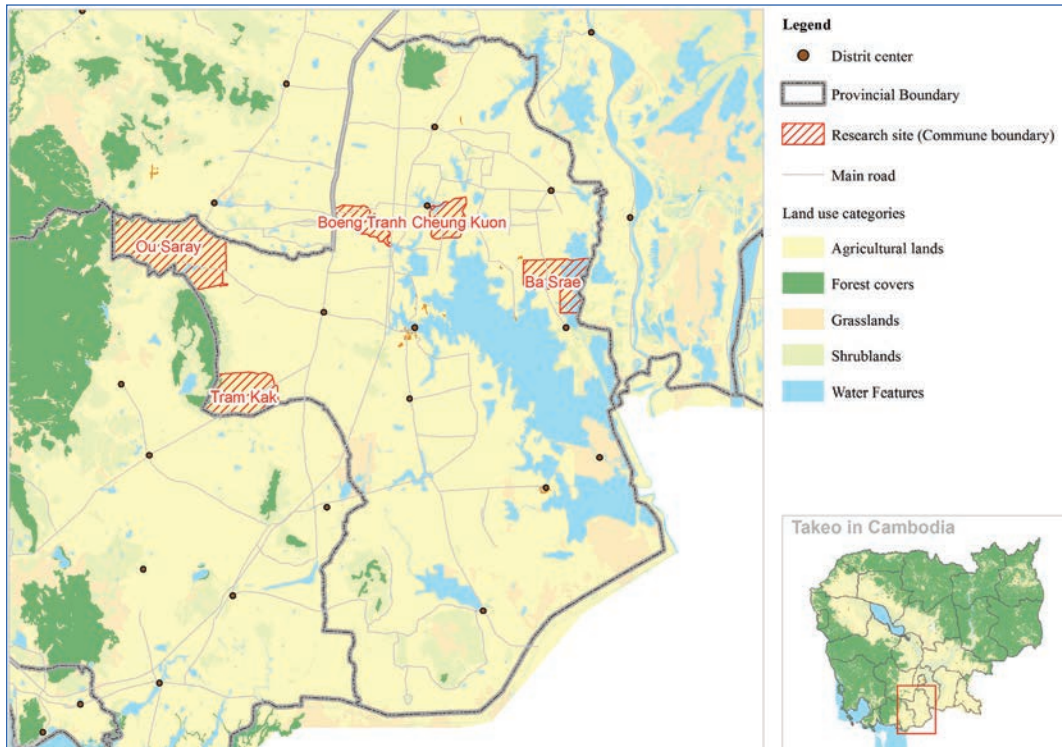 Ou Saray
Boeng Tranh
Cheung Kuon
Ba Srae
Tram Kak
Legend
Distrit center
Provincial Boundary
Research site (Commune boundary)
Main road
Land use categories
Agricultural lands
Forest covers
Grasslands
Shrublands
Water Features
Takeo in Cambodia